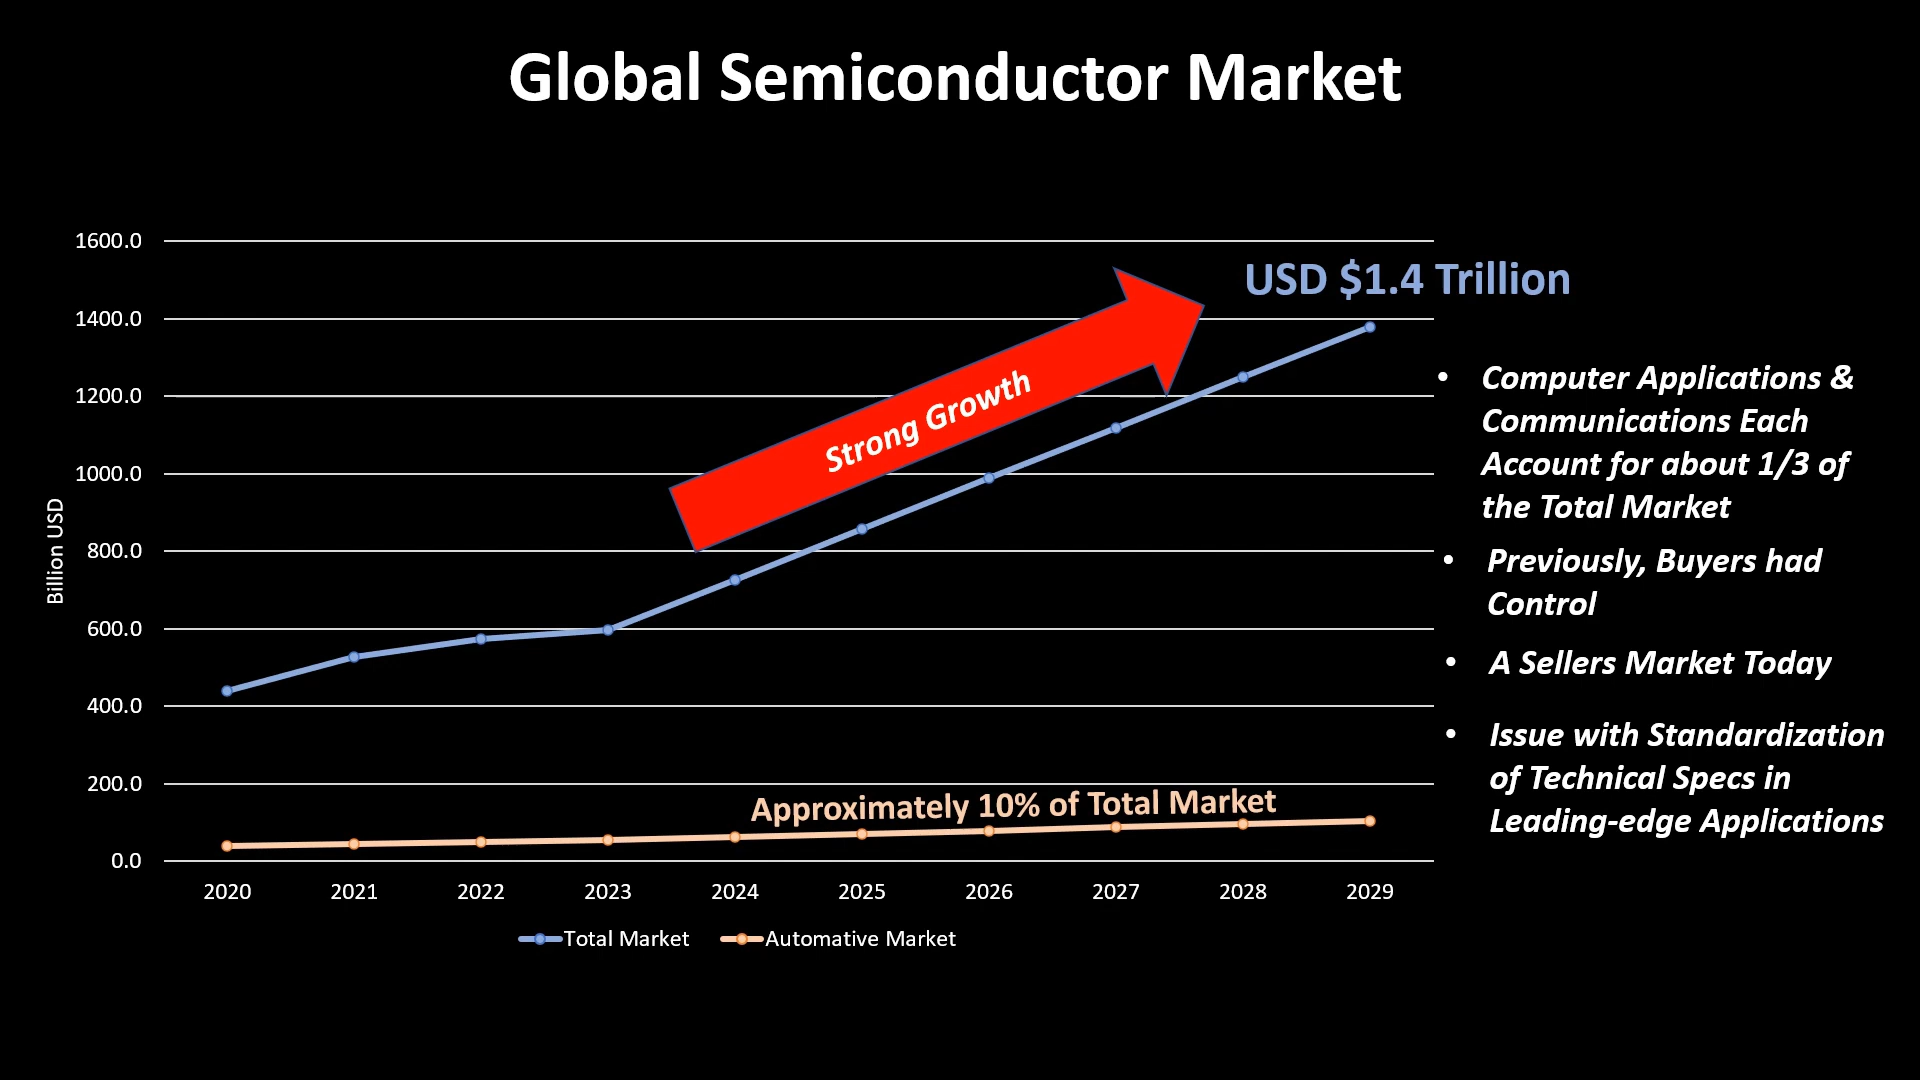 Global Semiconductor Market
1600.0
1400.0
1200.0
1000.0
800.0
600.0
400.0
200.0
0.0
Billion USD
2020
2021
2022
2023
2024
2025
2026
2027
2028
2029
Strong Growth
USD $1.4 Trillion
Approximately 10% of Total Market
Total Market
Automative Market
• Computer Applications &
Communications Each
Account for about 1/3 of
the Total Market
• Previously, Buyers had
Control
• A Sellers Market Today
• Issue with Standardization
of Technical Specs in
Leading-edge Applications